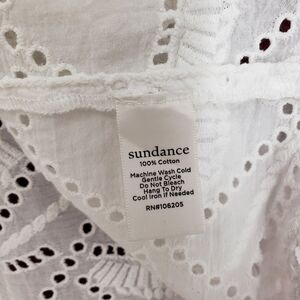 sundance
100% Cotton
Machine Wash Cold
Gentle Cycle
Do Not Bleach
Hang To Dry
Cool Iron if Needed
RN#106205